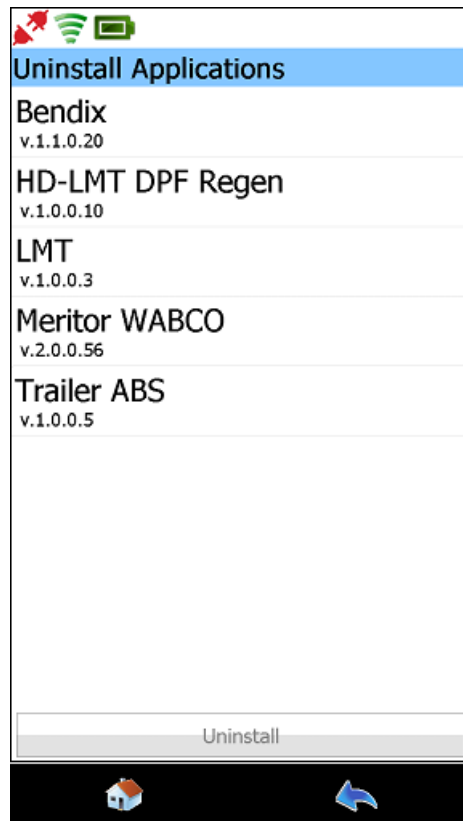 Uninstall Applications
Bendix
v.1.1.0.20
HD-LMT DPF Regen
v.1.0.0.10
LMT
v.1.0.0.3
Meritor WABCO
v.2.0.0.56
Trailer ABS
v.1.0.0.5
Uninstall